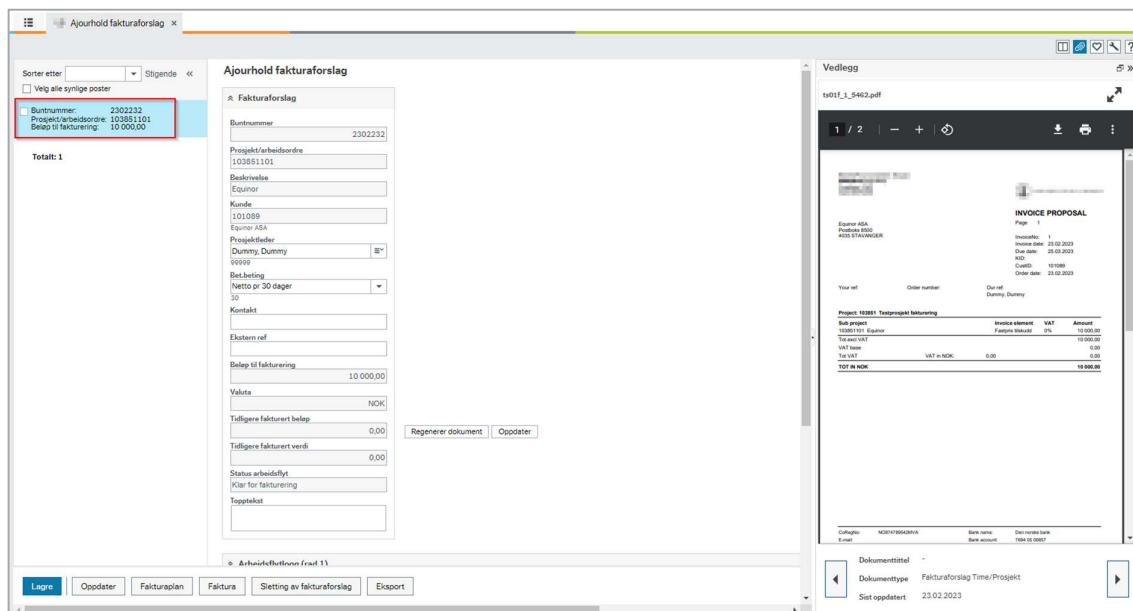 Ajourhold fakturaforslag ×
Sorter etter Stigende «
Velg alle synlige poster
Buntnummer: 2302232
Prosjekt/arbeidsordre: 103851101
Beløp til fakturering: 10 000,00
Totalt: 1
Ajourhold fakturaforslag
Fakturaforslag
Buntnummer
2302232
Prosjekt/arbeidsordre
103851101
Beskrivelse
Equinor
Kunde
101089
Equinor ASA
Prosjektleder
Dummy, Dummy
99999
Bet.beting
Netto pr 30 dager
30
Kontakt
Ekstern ref
Beløp til fakturering
10 000,00
Valuta
NOK
Tidligere fakturert beløp
0,00
Regenerer dokument Oppdater
Tidligere fakturert verdi
0,00
Status arbeidsflyt
Klar for fakturering
Topptekst
Arbeidsflytlogg (rad 1)
Lagre Oppdater Fakturaplan Faktura Sletting av fakturaforslag Eksport
Vedlegg
ts01f_1_5462.pdf
1 / 2
INVOICE PROPOSAL
Page 1
Equinor ASA
Postboks 8500
4035 STAVANGER
InvoiceNo: 1
Invoice date: 23.02.2023
Due date: 25.03.2023
KID:
CustID: 101089
Order date: 23.02.2023
Your ref: Order number: Our ref:
Dummy, Dummy
Project: 103851 Testprosjekt fakturering
Sub project Invoice element VAT Amount
103851101 Equinor Fastpris tilskudd 0% 10 000,00
Tot excl VAT 10 000,00
VAT base 0,00
Tot VAT VAT in NOK: 0,00 0,00
TOT IN NOK 10 000,00
CoRegNo: Bank name: Den norske bank
E-mail: Bank account: 7694 05 00857
Dokumenttittel -
Dokumenttype Fakturaforslag Time/Prosjekt
Sist oppdatert 23.02.2023